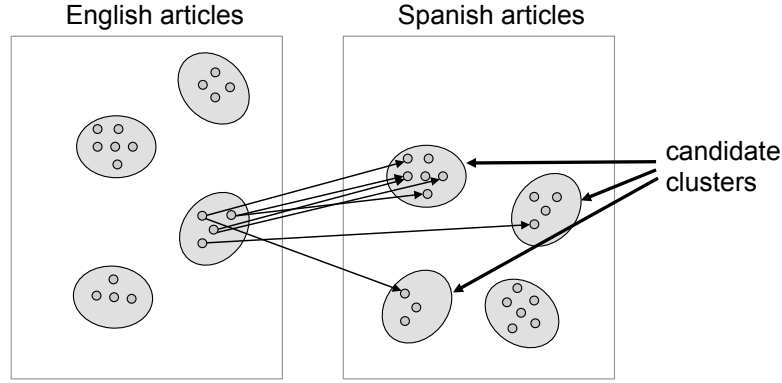 English articles
Spanish articles
candidate
clusters